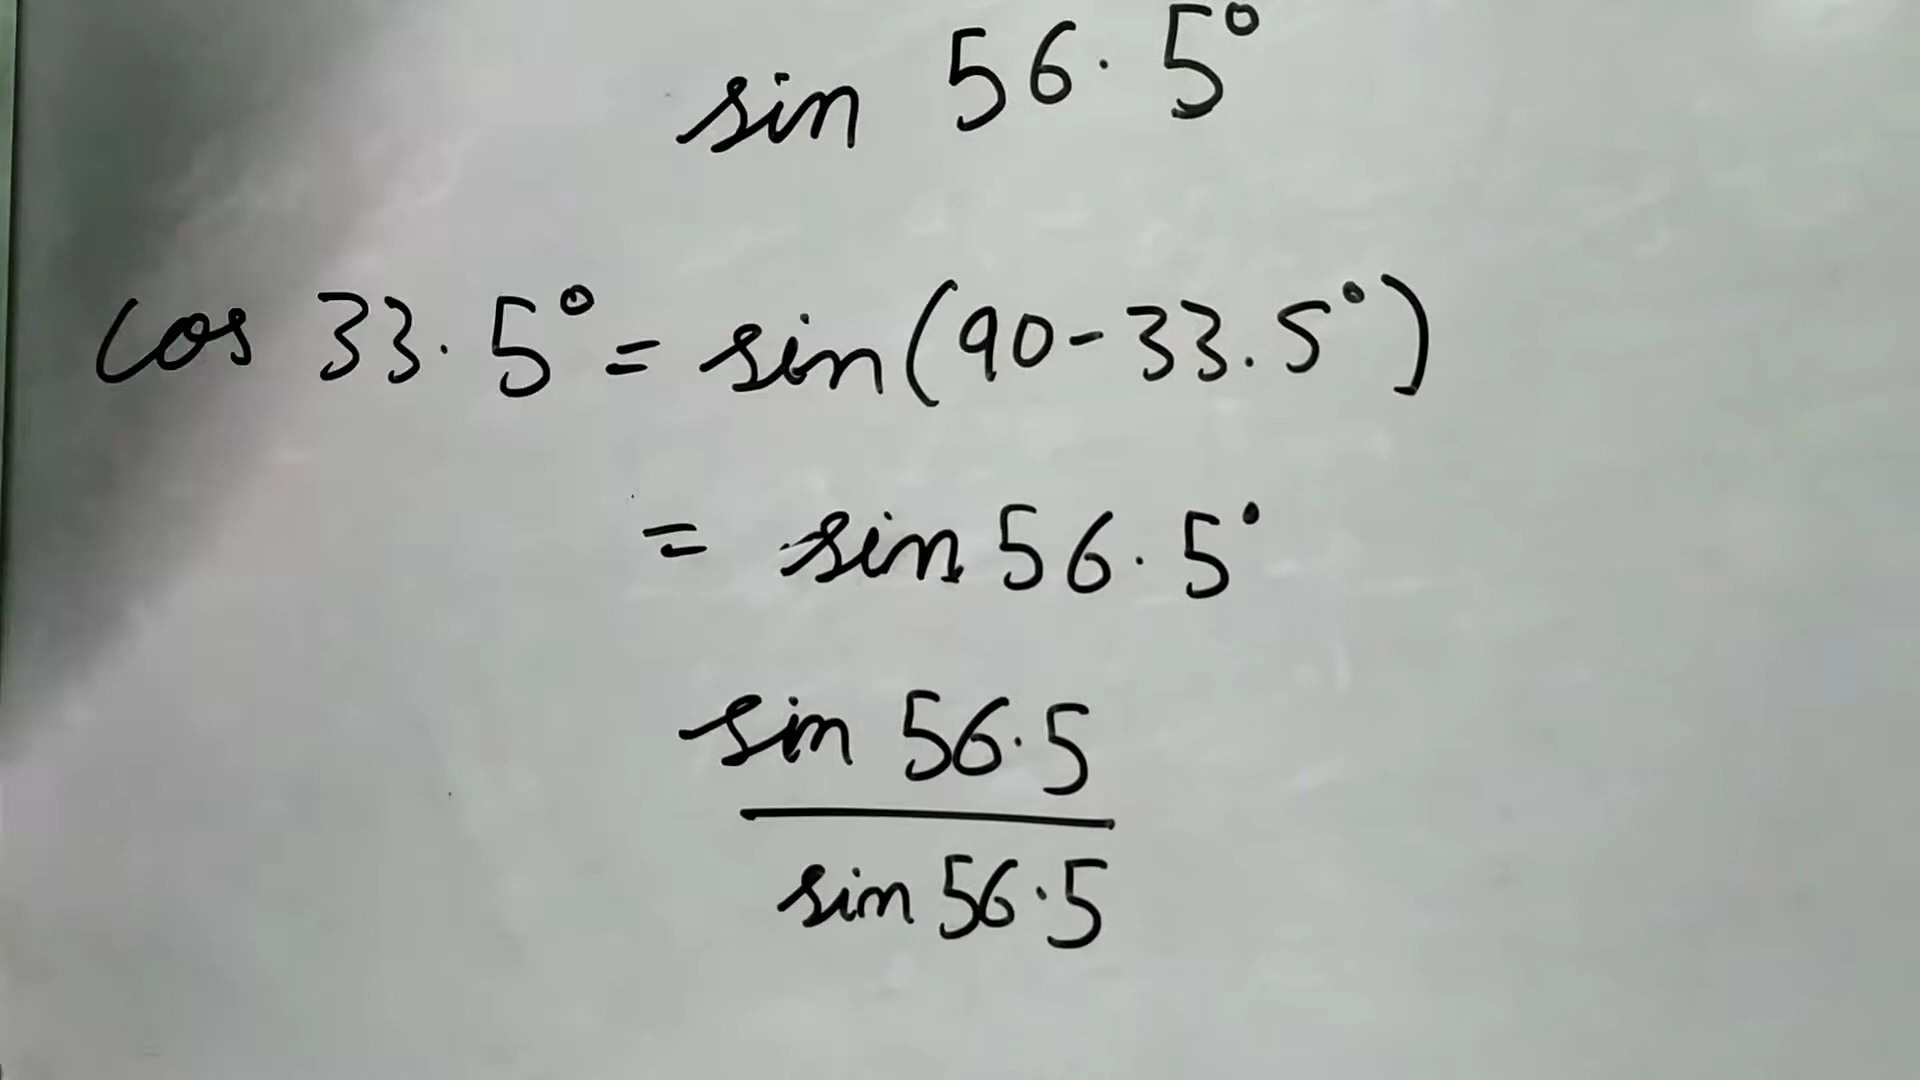 sin 56.5°
cos 33.5° = sin(90-33.5°)
= sin 56.5°
sin 56.5
sin 56.5